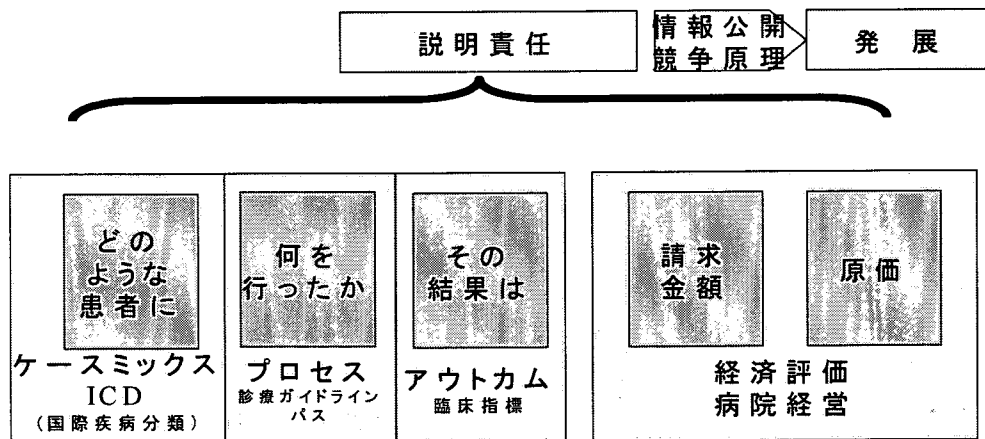 説明責任
情報公開
競争原理
発展
どの
ような
患者に
ケースミックス
ICD
(国際疾病分類)
何を
行ったか
プロセス
診療ガイドライン
パス
その
結果は
アウトカム
臨床指標
請求
金額
原価
経済評価
病院経営